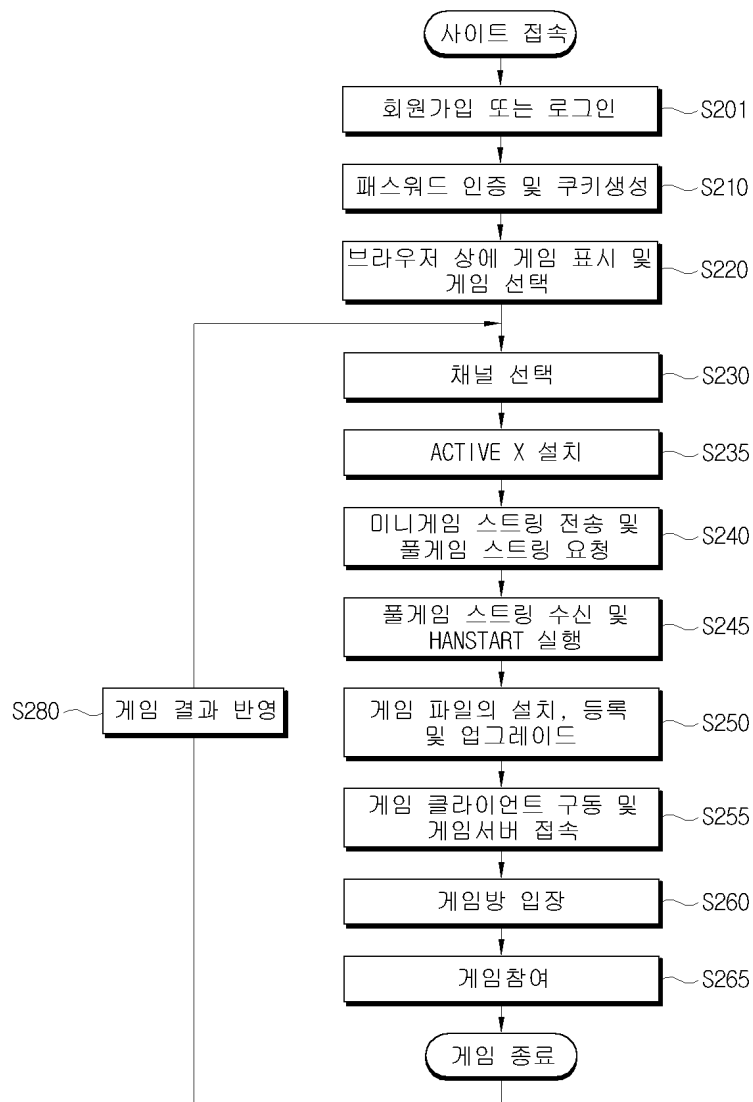 사이트 접속
회원가입 또는 로그인
S201
패스워드 인증 및 쿠키생성
S210
브라우저 상에 게임 표시 및
게임 선택
S220
채널 선택
S230
ACTIVE X 설치
S235
미니게임 스트링 전송 및
풀게임 스트링 요청
S240
풀게임 스트링 수신 및
HANSTART 실행
S245
S280
게임 결과 반영
게임 파일의 설치, 등록
및 업그레이드
S250
게임 클라이언트 구동 및
게임서버 접속
S255
게임방 입장
S260
게임참여
S265
게임 종료